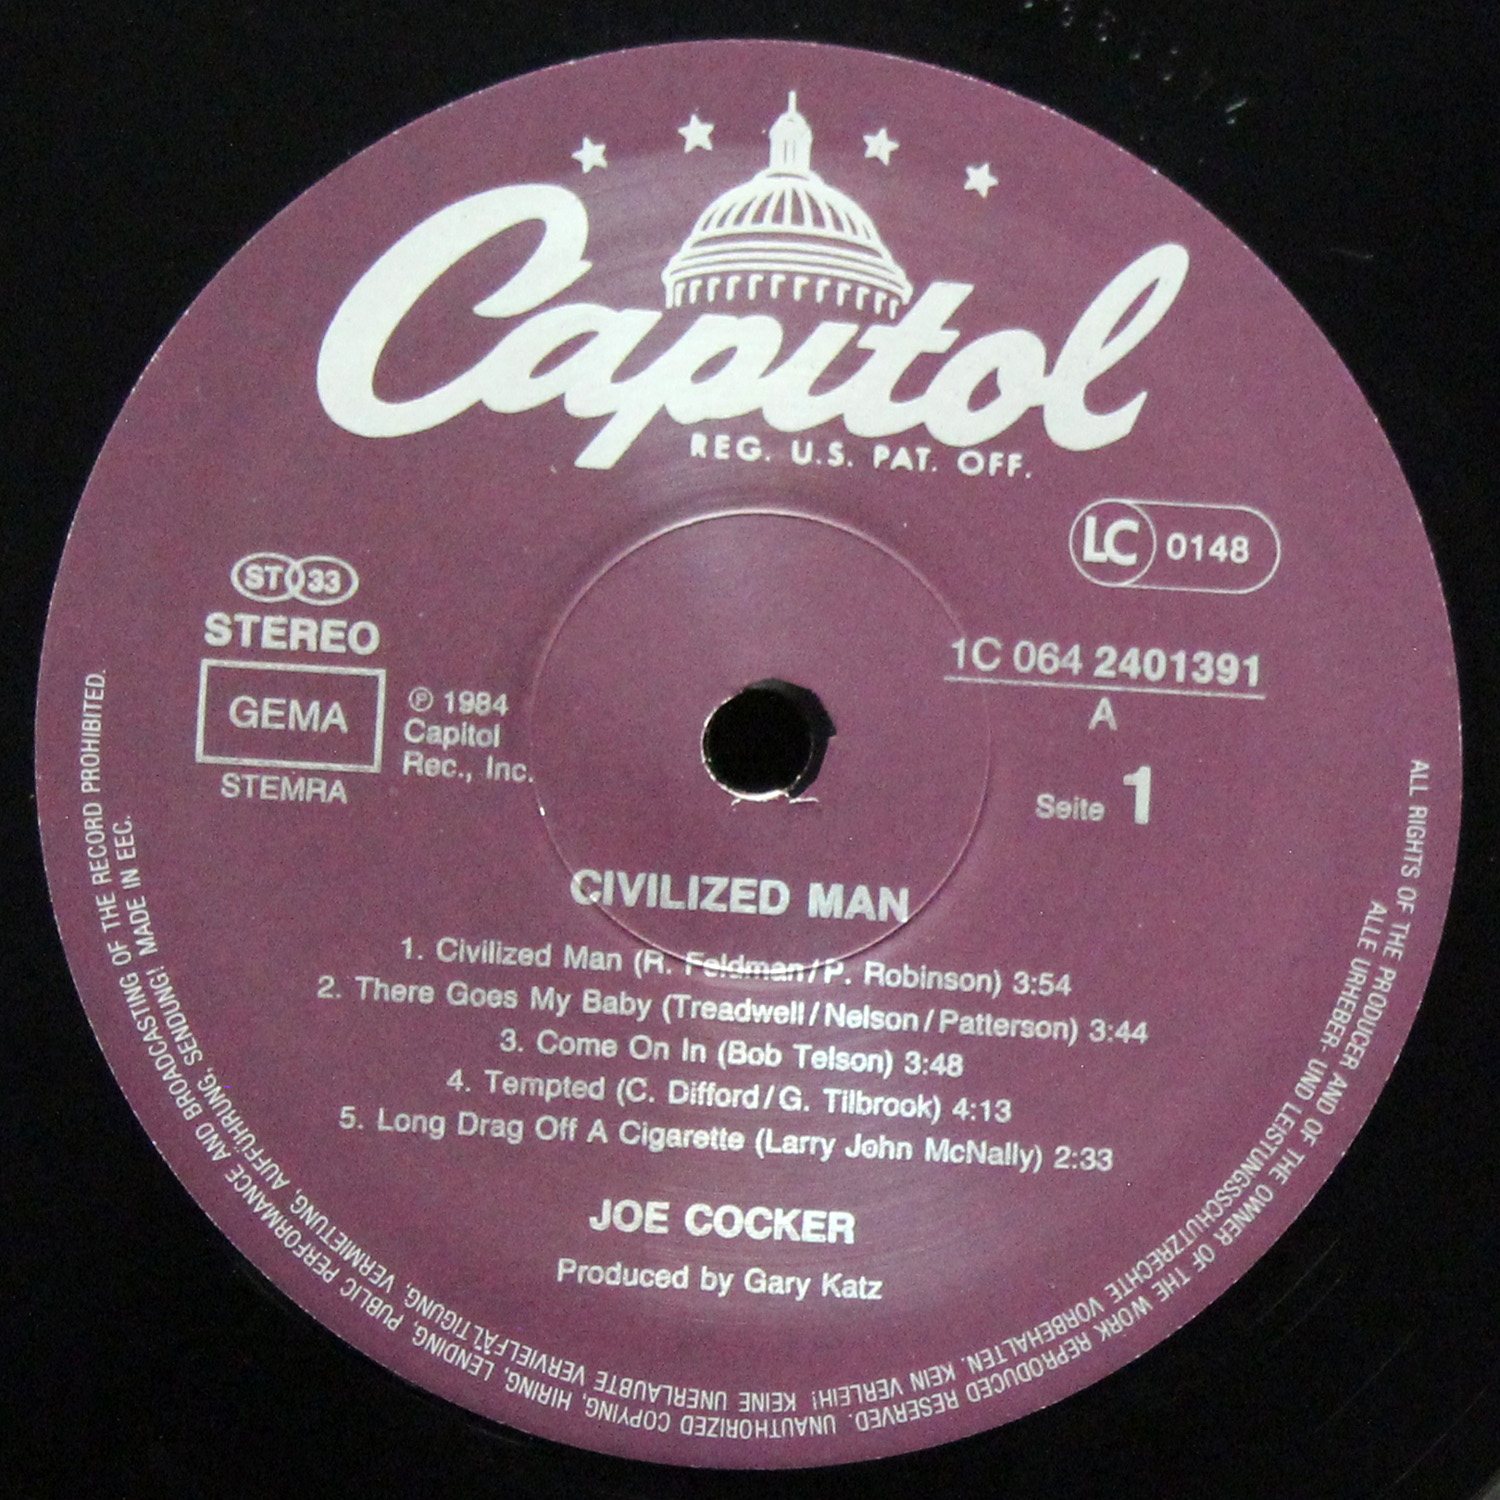 Capitol
REG. U.S. PAT. OFF.
LC 0148
ST 33
STEREO
GEMA
STEMRA
℗ 1984
Capitol
Rec., Inc.
1C 064 2401391
A
Seite 1
CIVILIZED MAN
1. Civilized Man (R. Feldman/P. Robinson) 3:54
2. There Goes My Baby (Treadwell/Nelson/Patterson) 3:44
3. Come On In (Bob Telson) 3:48
4. Tempted (C. Difford/G. Tilbrook) 4:13
5. Long Drag Off A Cigarette (Larry John McNally) 2:33
JOE COCKER
Produced by Gary Katz
ALL RIGHTS OF THE PRODUCER AND OF THE OWNER OF THE WORK REPRODUCED RESERVED. UNAUTHORIZED COPYING, HIRING, LENDING, PUBLIC PERFORMANCE AND BROADCASTING OF THE RECORD PROHIBITED.
ALLE URHEBER- UND LEISTUNGSSCHUTZRECHTE VORBEHALTEN. KEIN VERLEIH! KEINE UNERLAUBTE VERVIELFÄLTIGUNG, VERMIETUNG, AUFFÜHRUNG, SENDUNG! MADE IN EEC.